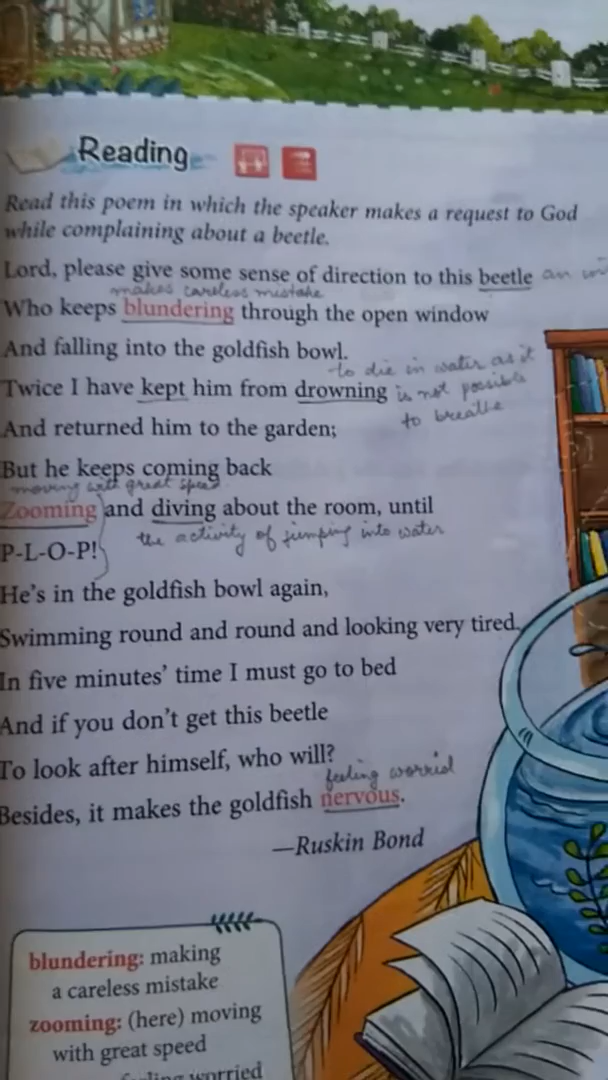 Reading
Read this poem in which the speaker makes a request to God
while complaining about a beetle.
Lord, please give some sense of direction to this beetle an
makes careless mistake
Who keeps blundering through the open window
And falling into the goldfish bowl.
to die in water as it
Twice I have kept him from drowning is not possible
to breathe
And returned him to the garden;
But he keeps coming back
moving with great speed
Zooming and diving about the room, until
the activity of jumping into water
P-L-O-P!
He's in the goldfish bowl again,
Swimming round and round and looking very tired.
In five minutes' time I must go to bed
And if you don't get this beetle
To look after himself, who will?
feeling worried
Besides, it makes the goldfish nervous.
—Ruskin Bond
blundering: making
a careless mistake
zooming: (here) moving
with great speed
feeling worried